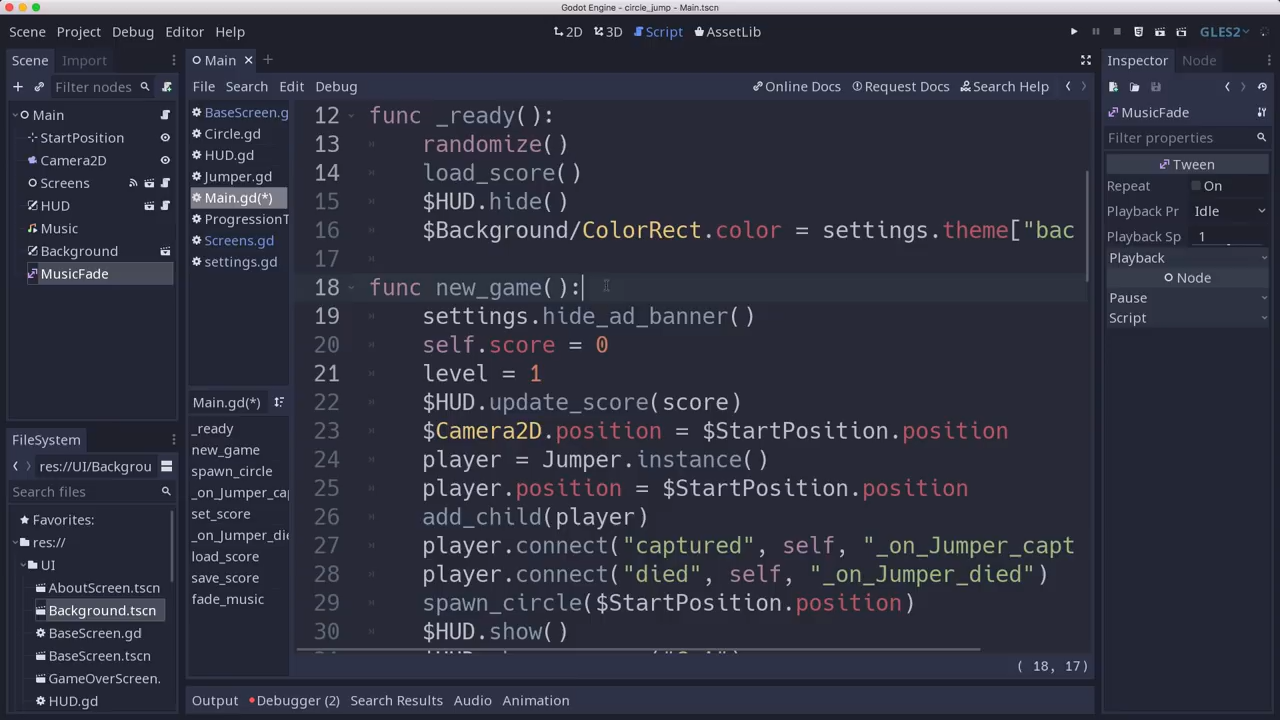 Godot Engine - circle_jump - Main.tscn
Scene Project Debug Editor Help
2D 3D Script AssetLib
GLES2
Scene Import
Filter nodes
Main
StartPosition
Camera2D
Screens
HUD
Music
Background
MusicFade
FileSystem
res://UI/Backgrou
Search files
Favorites:
res://
UI
AboutScreen.tscn
Background.tscn
BaseScreen.gd
BaseScreen.tscn
GameOverScreen.
HUD.gd
Main
File Search Edit Debug
Online Docs Request Docs Search Help
BaseScreen.g
Circle.gd
HUD.gd
Jumper.gd
Main.gd(*)
ProgressionT
Screens.gd
settings.gd
Main.gd(*)
_ready
new_game
spawn_circle
_on_Jumper_cap
set_score
_on_Jumper_die
load_score
save_score
fade_music
12 func _ready():
13 randomize()
14 load_score()
15 $HUD.hide()
16 $Background/ColorRect.color = settings.theme["bac
17
18 func new_game():
19 settings.hide_ad_banner()
20 self.score = 0
21 level = 1
22 $HUD.update_score(score)
23 $Camera2D.position = $StartPosition.position
24 player = Jumper.instance()
25 player.position = $StartPosition.position
26 add_child(player)
27 player.connect("captured", self, "_on_Jumper_capt
28 player.connect("died", self, "_on_Jumper_died")
29 spawn_circle($StartPosition.position)
30 $HUD.show()
( 18, 17)
Output Debugger (2) Search Results Audio Animation
Inspector Node
MusicFade
Filter properties
Tween
Repeat On
Playback Pr Idle
Playback Sp 1
Playback
Node
Pause
Script